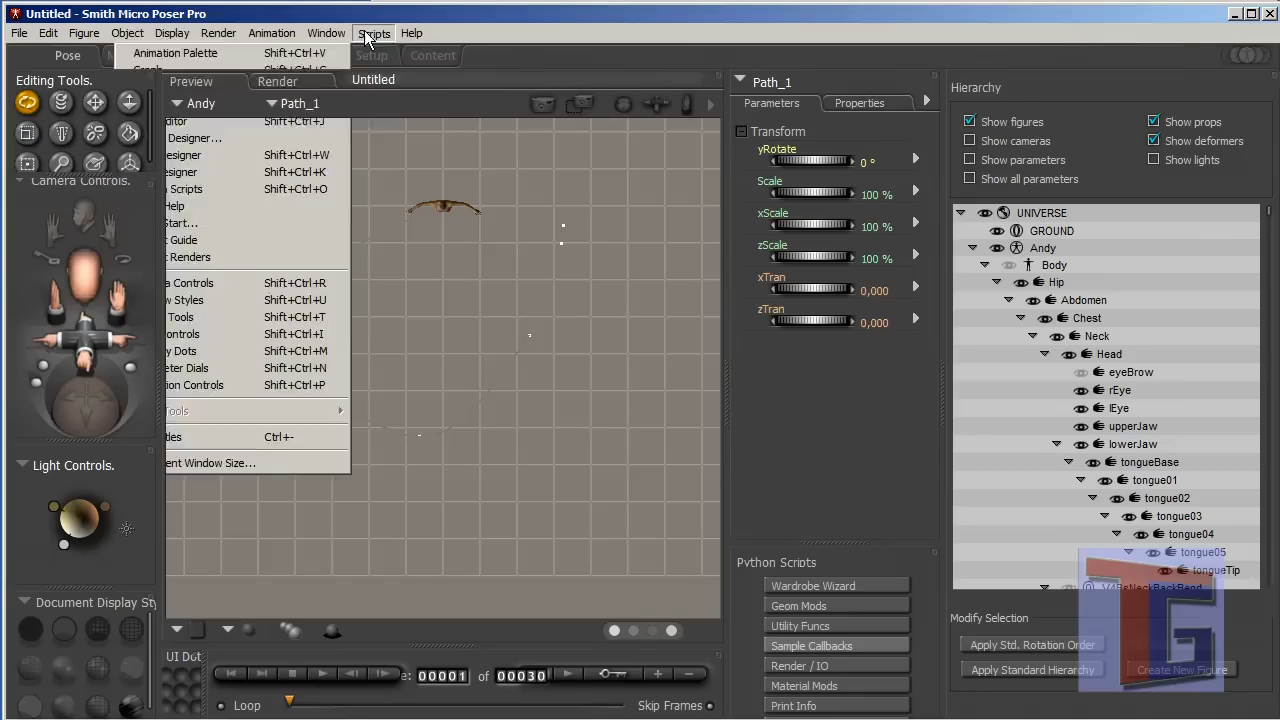 Untitled - Smith Micro Poser Pro
File Edit Figure Object Display Render Animation Window Scripts Help
Pose Setup Content
Animation Palette Shift+Ctrl+V
Editing Tools.
Preview Render Untitled
Andy Path_1
Shift+Ctrl+J
Designer...
esigner Shift+Ctrl+W
signer Shift+Ctrl+K
Scripts Shift+Ctrl+O
Help
Start...
t Guide
t Renders
a Controls Shift+Ctrl+R
w Styles Shift+Ctrl+U
Tools Shift+Ctrl+T
ontrols Shift+Ctrl+I
y Dots Shift+Ctrl+M
eter Dials Shift+Ctrl+N
ion Controls Shift+Ctrl+P
Tools
tles Ctrl+-
ent Window Size...
Camera Controls.
Light Controls.
Document Display Sty
UI Dot
e: 00001 of 00030
Loop Skip Frames
Path_1
Parameters Properties
Transform
yRotate
0 °
Scale
100 %
xScale
100 %
zScale
100 %
xTran
0,000
zTran
0,000
Python Scripts
Wardrobe Wizard
Geom Mods
Utility Funcs
Sample Callbacks
Render / IO
Material Mods
Print Info
Hierarchy
Show figures Show props
Show cameras Show deformers
Show parameters Show lights
Show all parameters
UNIVERSE
GROUND
Andy
Body
Hip
Abdomen
Chest
Neck
Head
eyeBrow
rEye
lEye
upperJaw
lowerJaw
tongueBase
tongue01
tongue02
tongue03
tongue04
tongue05
tongueTip
Modify Selection
Apply Std. Rotation Order
Apply Standard Hierarchy Create New Figure
TG